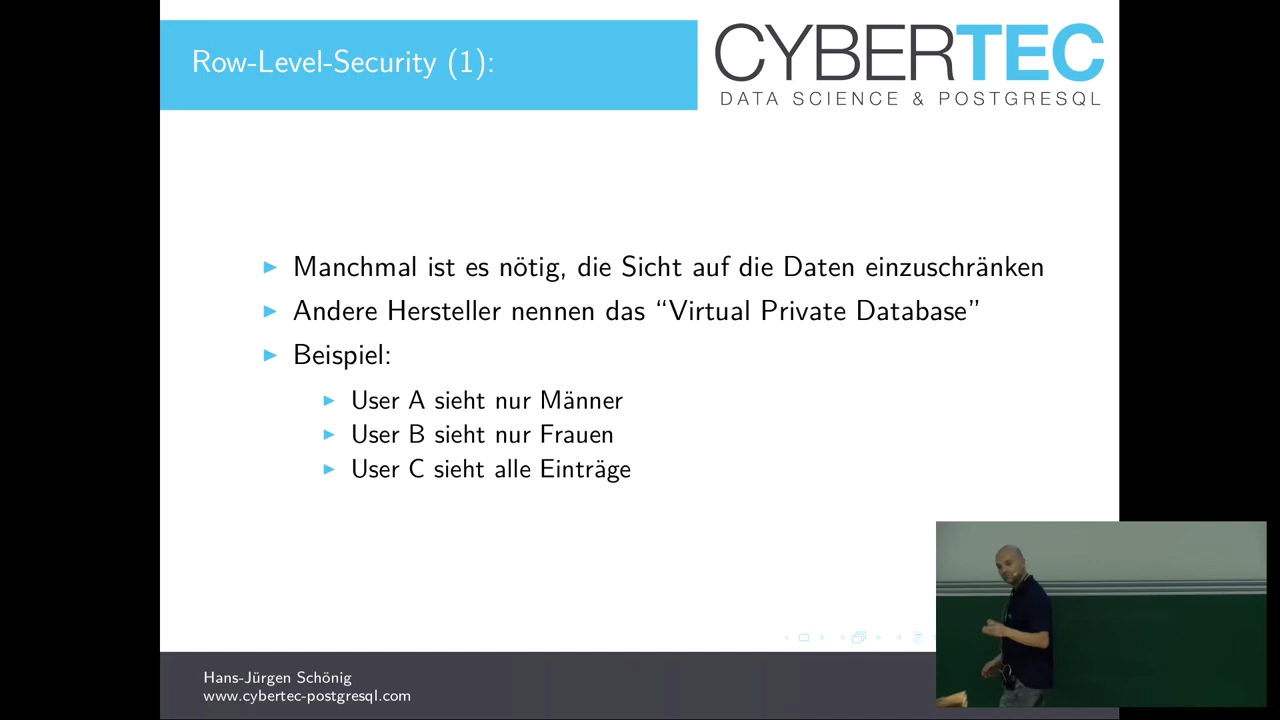 Row-Level-Security (1):
CYBERTEC
DATA SCIENCE & POSTGRESQL
Manchmal ist es nötig, die Sicht auf die Daten einzuschränken
Andere Hersteller nennen das “Virtual Private Database”
Beispiel:
User A sieht nur Männer
User B sieht nur Frauen
User C sieht alle Einträge
Hans-Jürgen Schönig
www.cybertec-postgresql.com